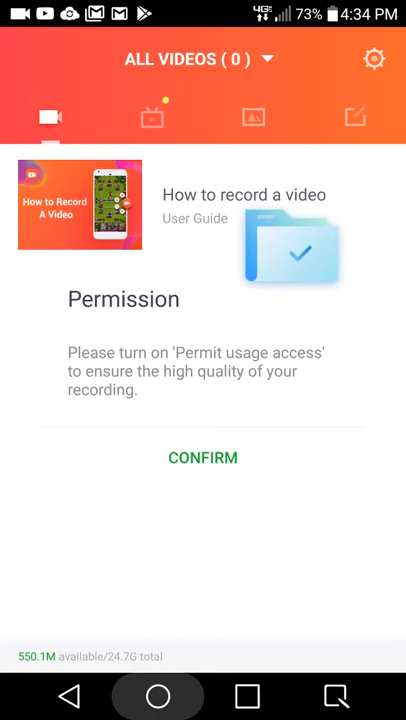 4G 73% 4:34 PM
ALL VIDEOS ( 0 )
How to Record
A Video
How to record a video
User Guide
Permission
Please turn on 'Permit usage access'
to ensure the high quality of your
recording.
CONFIRM
550.1M available/24.7G total